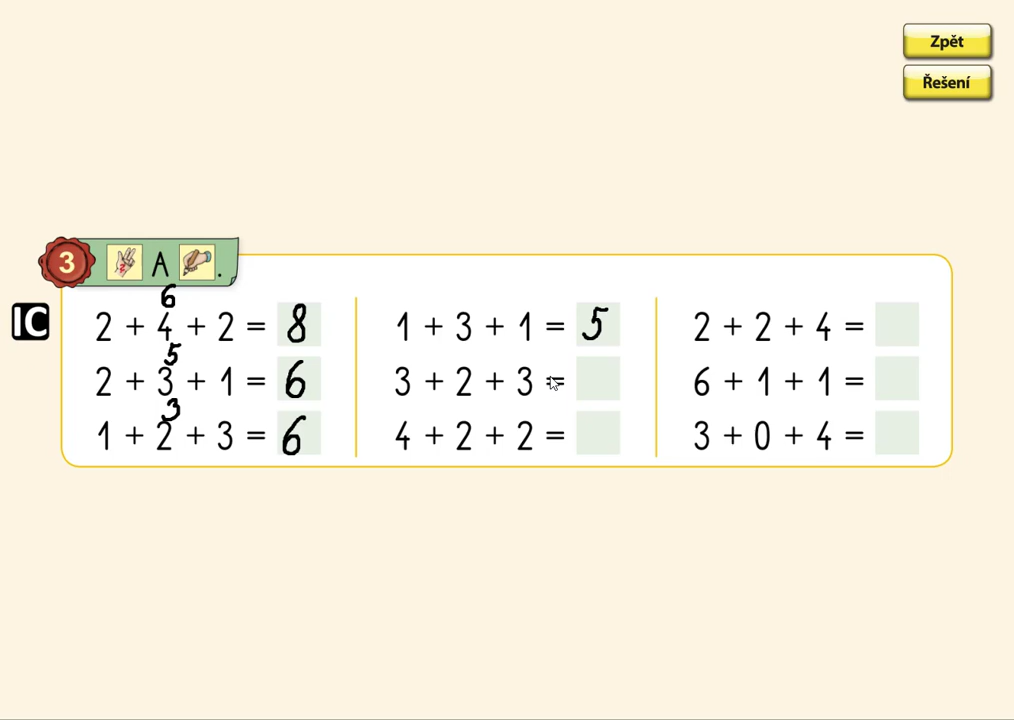 Zpět
Řešení
3 A .
IC
6
2 + 4 + 2 = 8
5
2 + 3 + 1 = 6
3
1 + 2 + 3 = 6
1 + 3 + 1 = 5
3 + 2 + 3 =
4 + 2 + 2 =
2 + 2 + 4 =
6 + 1 + 1 =
3 + 0 + 4 =